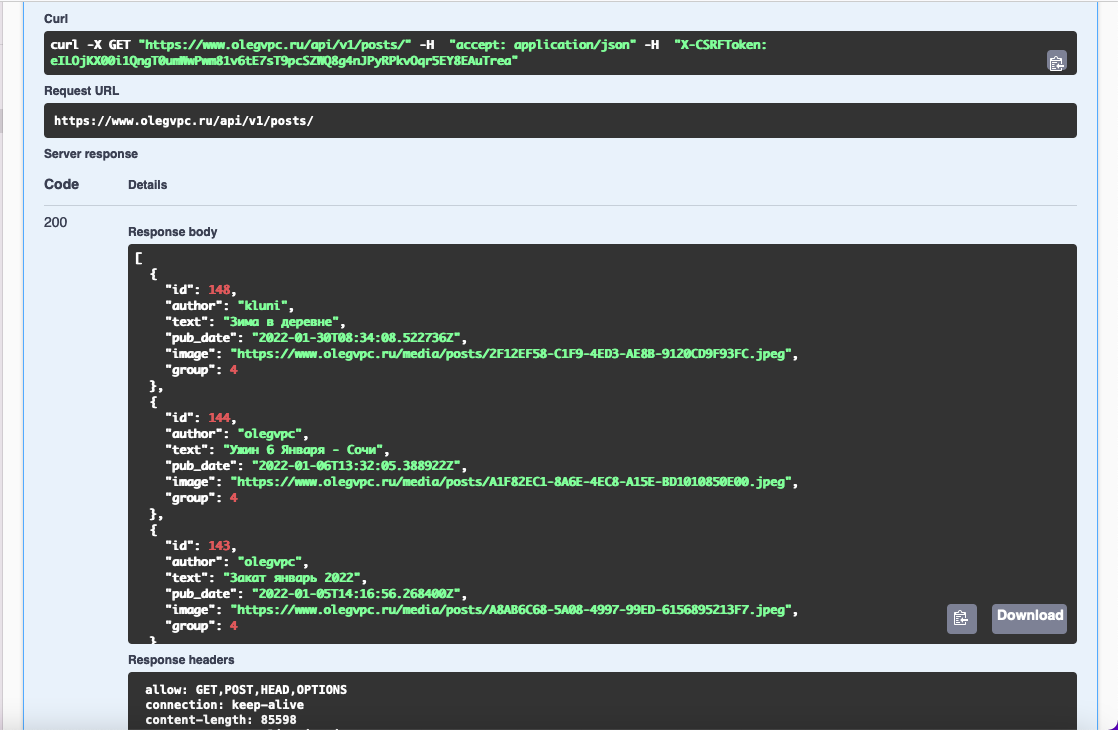 Curl
curl -X GET "https://www.olegvpc.ru/api/v1/posts/" -H  "accept: application/json" -H  "X-CSRFToken:
eILOjKX00i1QngT0umWwPwm81v6tE7sT9pcSZWQ8g4nJPyRPkvOqr5EY8EAuTrea"
Request URL
https://www.olegvpc.ru/api/v1/posts/
Server response
Code Details
200
Response body
[
{
"id": 148,
"author": "kluni",
"text": "Зима в деревне",
"pub_date": "2022-01-30T08:34:08.522736Z",
"image": "https://www.olegvpc.ru/media/posts/2F12EF58-C1F9-4ED3-AE8B-9120CD9F93FC.jpeg",
"group": 4
},
{
"id": 144,
"author": "olegvpc",
"text": "Ужин 6 Января - Сочи",
"pub_date": "2022-01-06T13:32:05.388922Z",
"image": "https://www.olegvpc.ru/media/posts/A1F82EC1-8A6E-4EC8-A15E-BD1010850E00.jpeg",
"group": 4
},
{
"id": 143,
"author": "olegvpc",
"text": "Закат январь 2022",
"pub_date": "2022-01-05T14:16:56.268400Z",
"image": "https://www.olegvpc.ru/media/posts/A8AB6C68-5A08-4997-99ED-6156895213F7.jpeg",
"group": 4
}
Download
Response headers
allow: GET,POST,HEAD,OPTIONS
connection: keep-alive
content-length: 85598